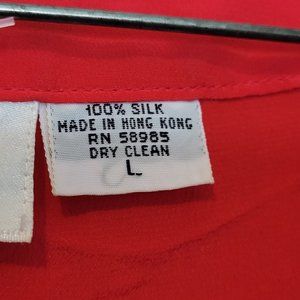 100% SILK
MADE IN HONG KONG
RN 58985
DRY CLEAN
L